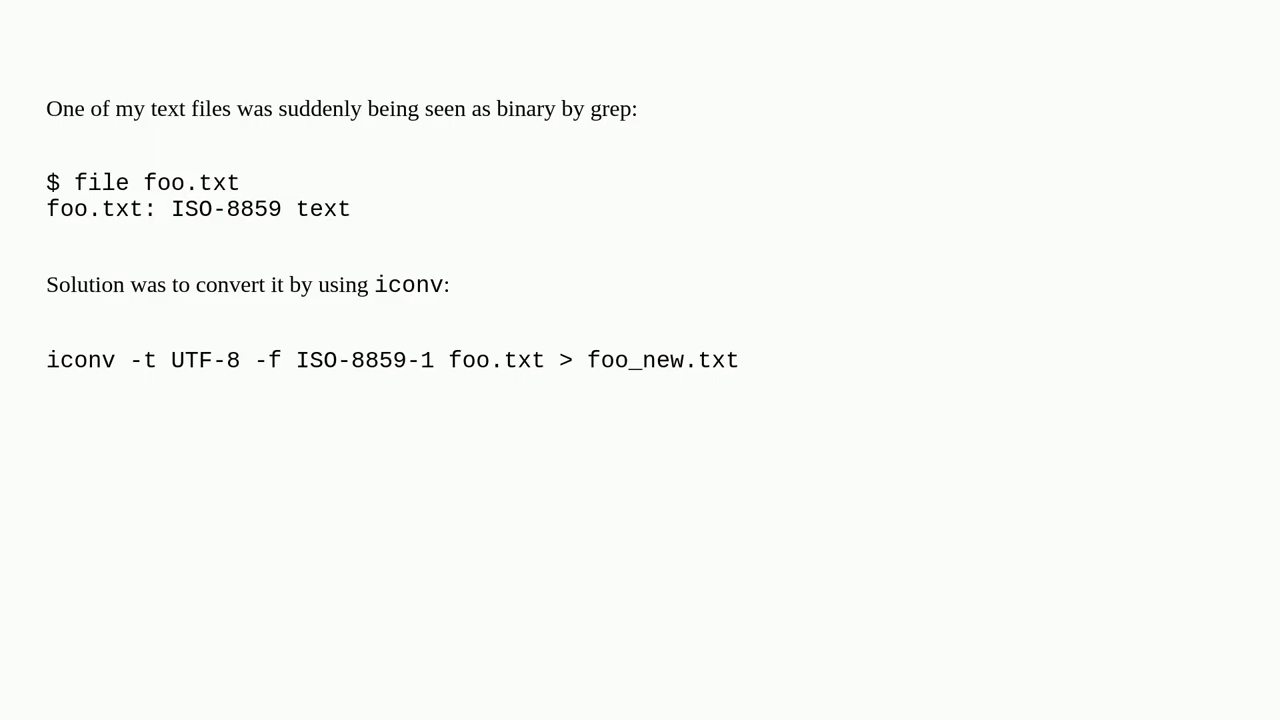 One of my text files was suddenly being seen as binary by grep:
$ file foo.txt
foo.txt: ISO-8859 text
Solution was to convert it by using iconv:
iconv -t UTF-8 -f ISO-8859-1 foo.txt > foo_new.txt